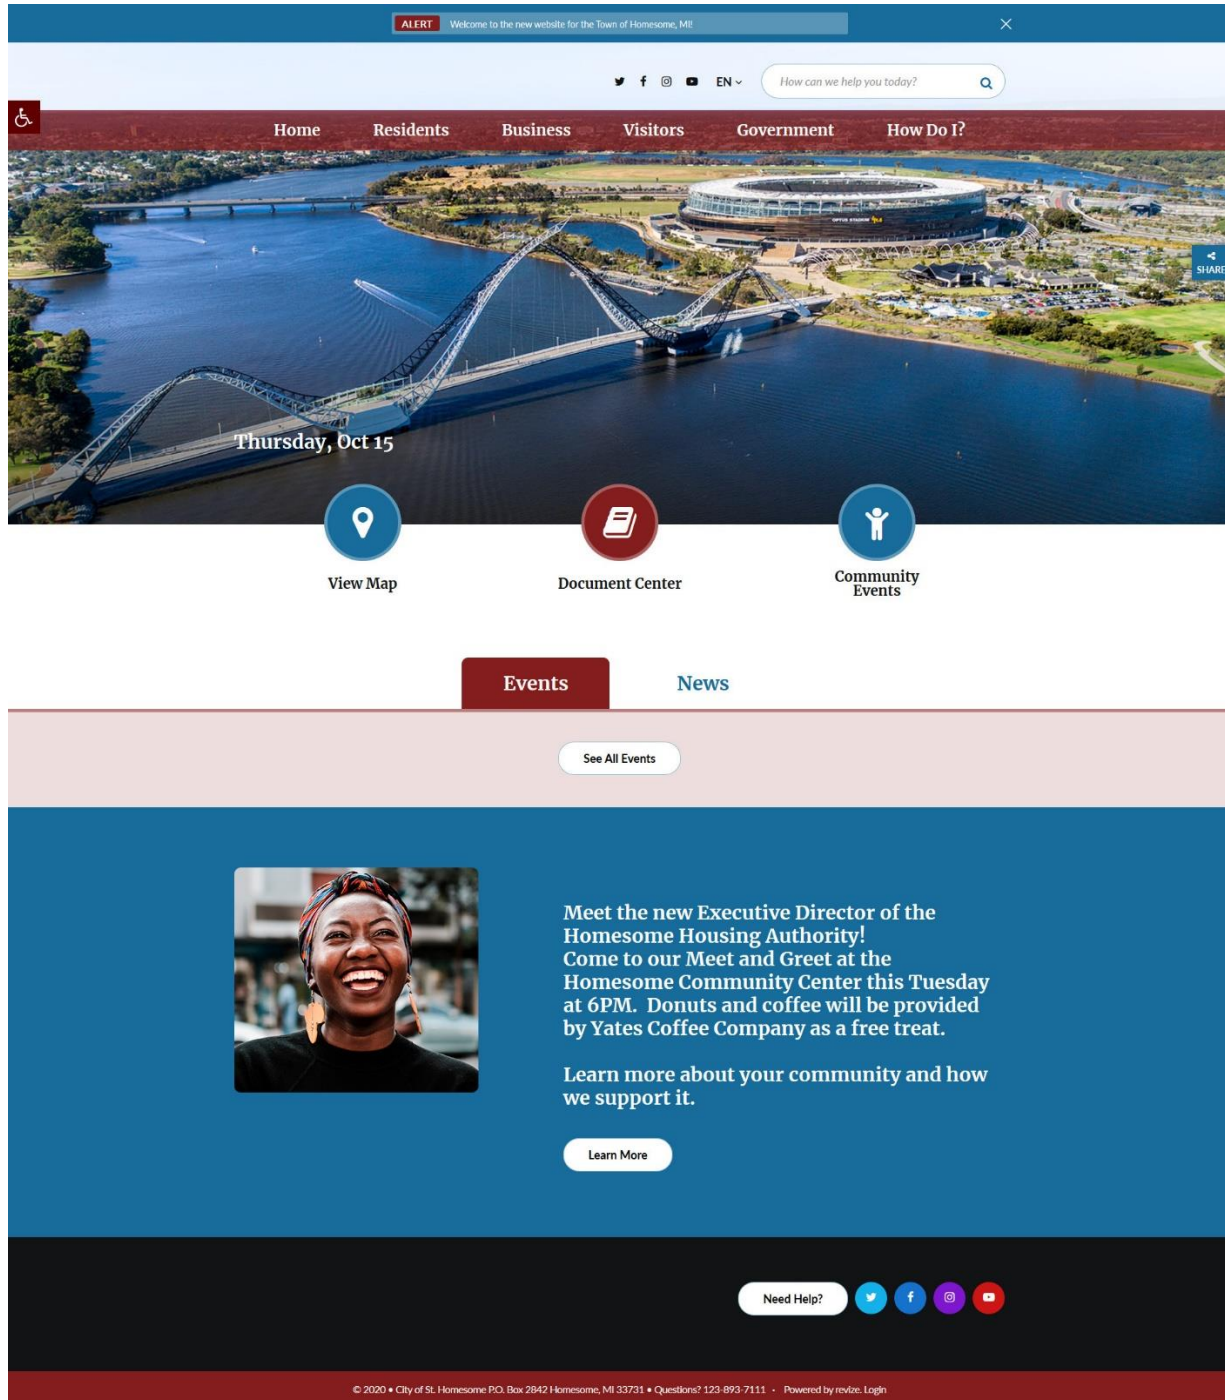 ALERT Welcome to the new website for the Town of Homesome, MI!
EN
How can we help you today?
Home Residents Business Visitors Government How Do I?
OPTUS STADIUM
SHARE
Thursday, Oct 15
View Map
Document Center
Community
Events
Events News
See All Events
Meet the new Executive Director of the
Homesome Housing Authority!
Come to our Meet and Greet at the
Homesome Community Center this Tuesday
at 6PM. Donuts and coffee will be provided
by Yates Coffee Company as a free treat.
Learn more about your community and how
we support it.
Learn More
Need Help?
© 2020 • City of St. Homesome P.O. Box 2842 Homesome, MI 33731 • Questions? 123-893-7111 • Powered by revize. Login